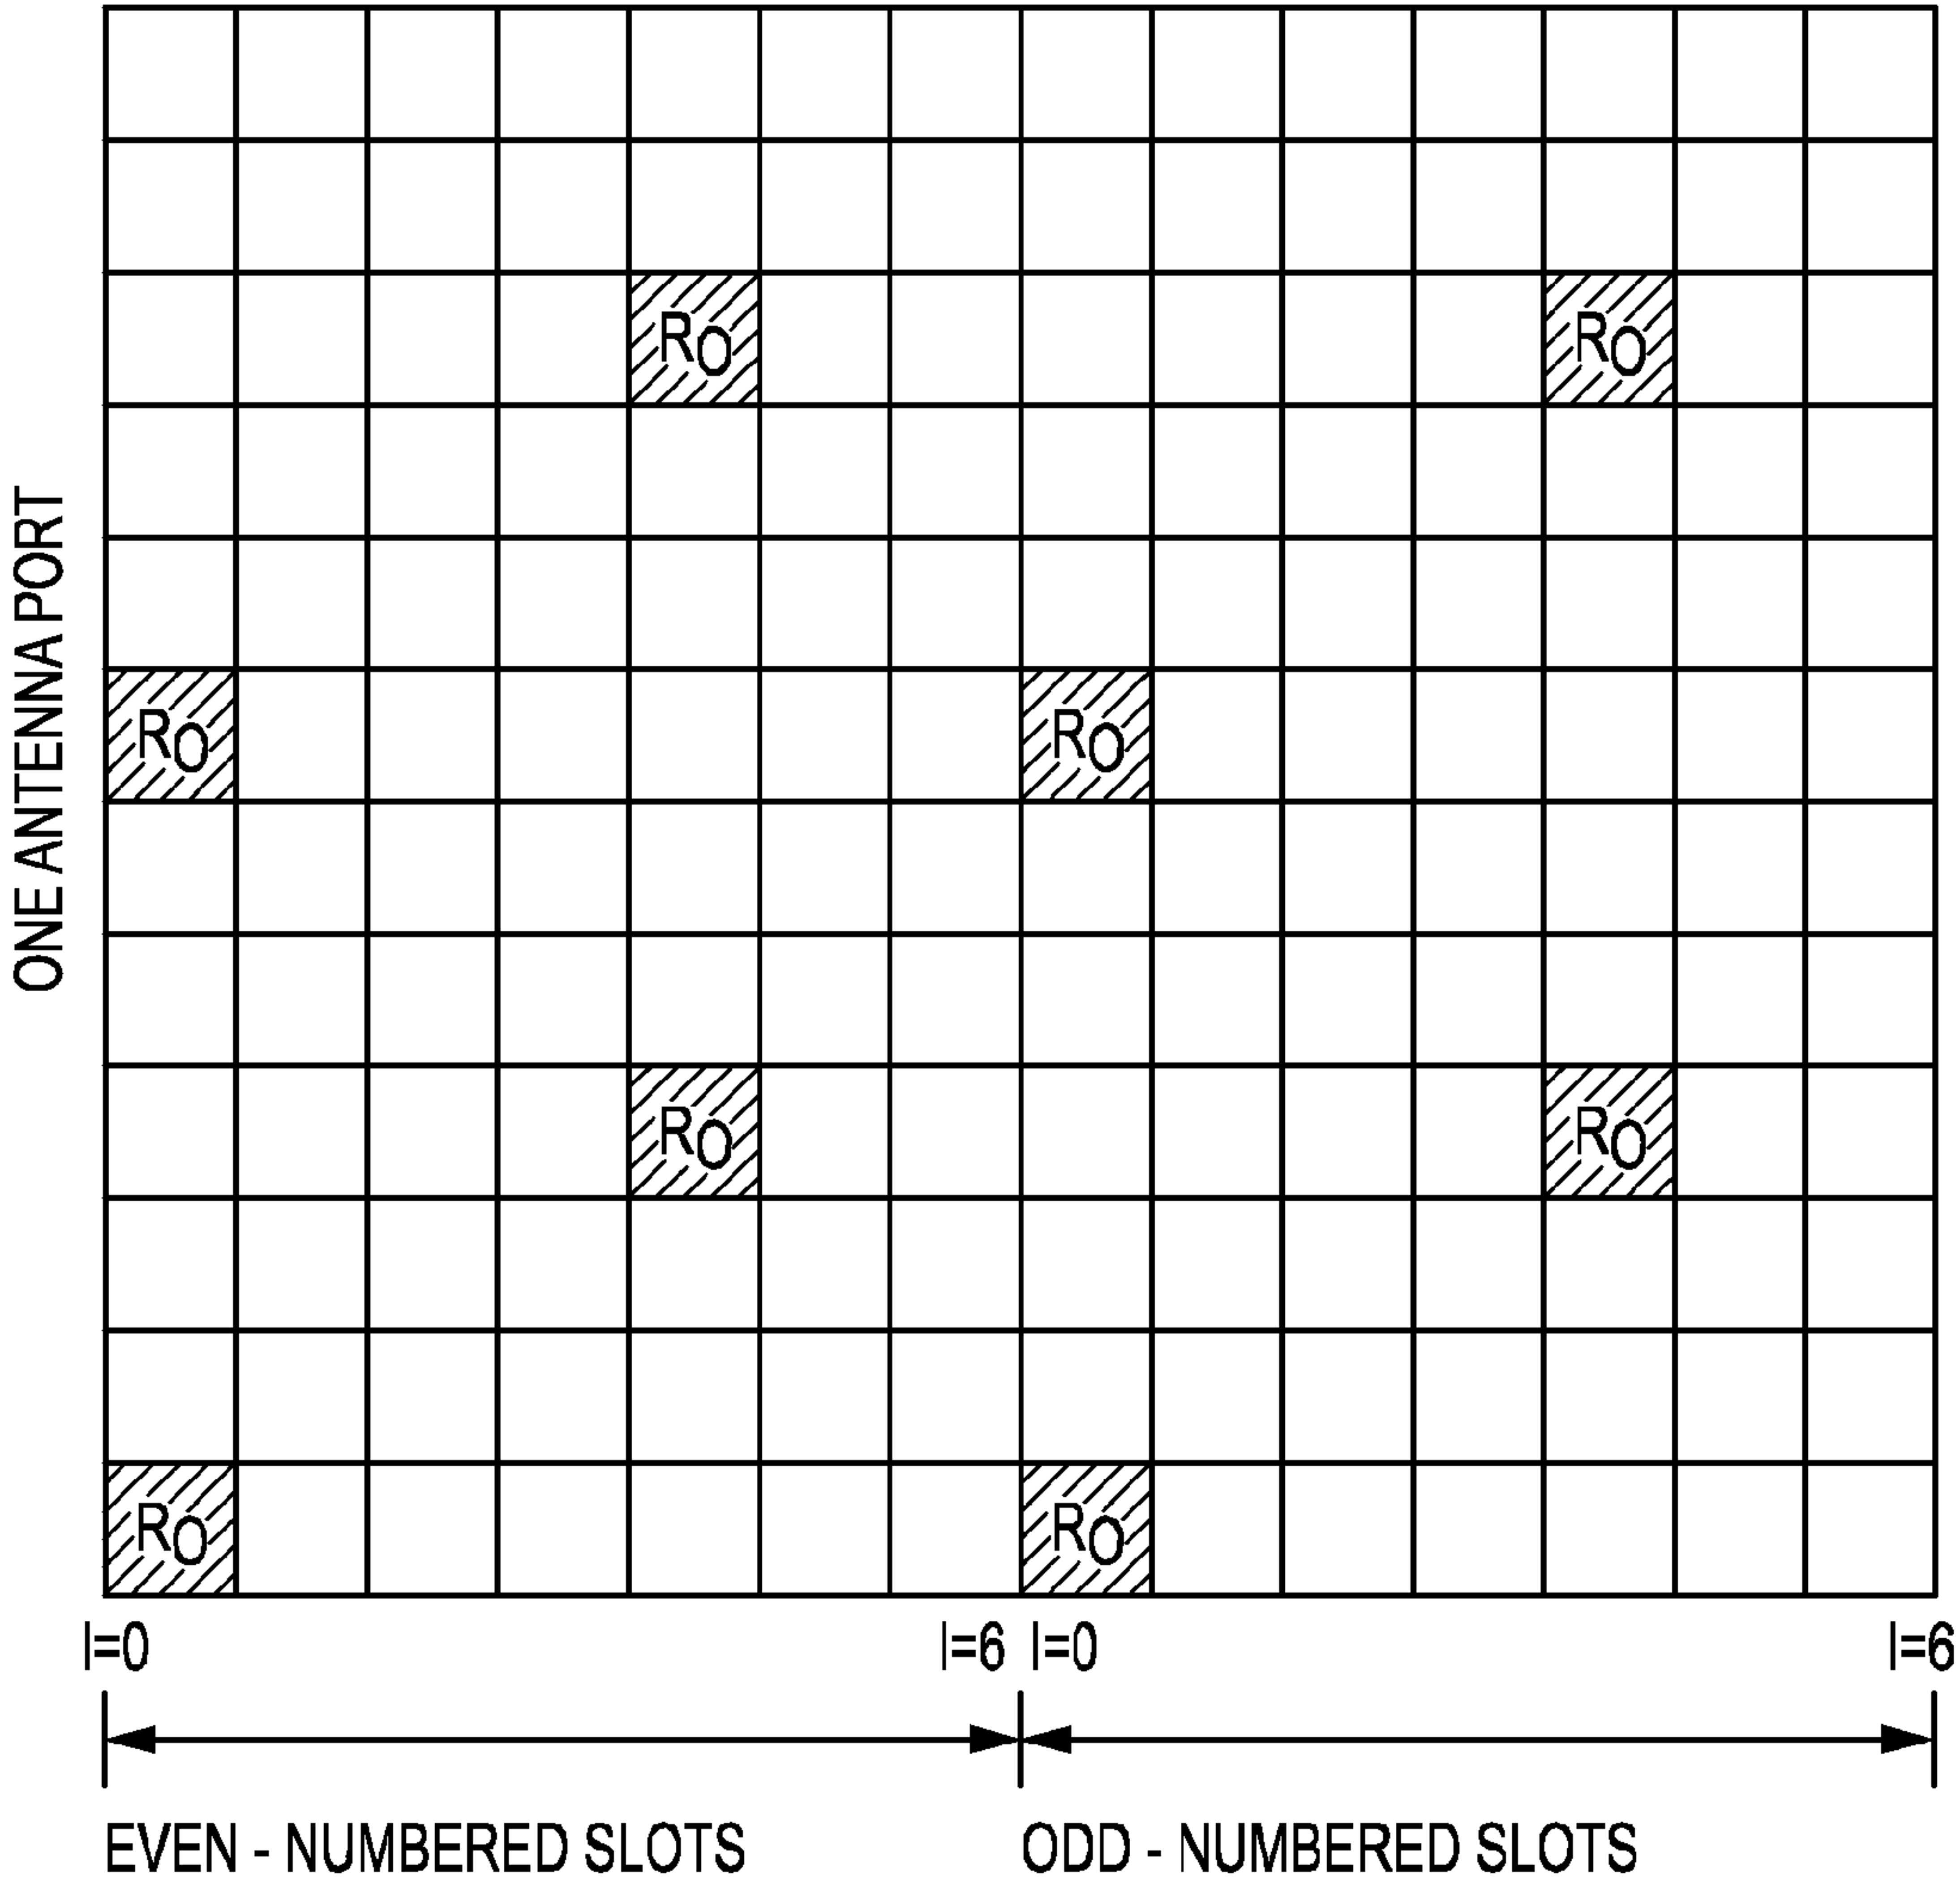 ONE ANTENNA PORT
R0 R0
R0 R0
R0 R0
R0 R0
l=0 l=6 l=0 l=6
EVEN - NUMBERED SLOTS ODD - NUMBERED SLOTS